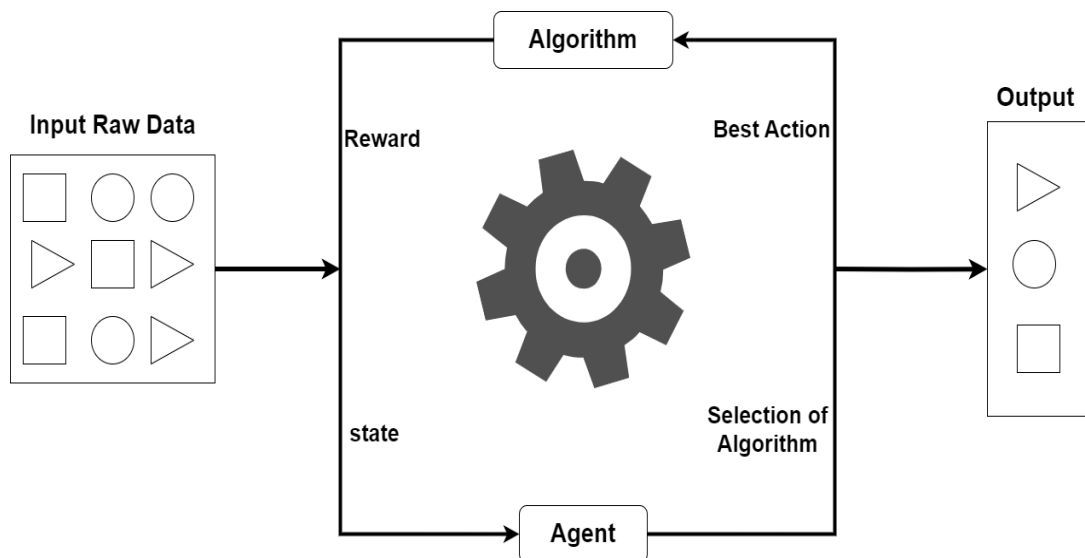 Algorithm
Input Raw Data
Output
Reward
Best Action
state
Selection of
Algorithm
Agent